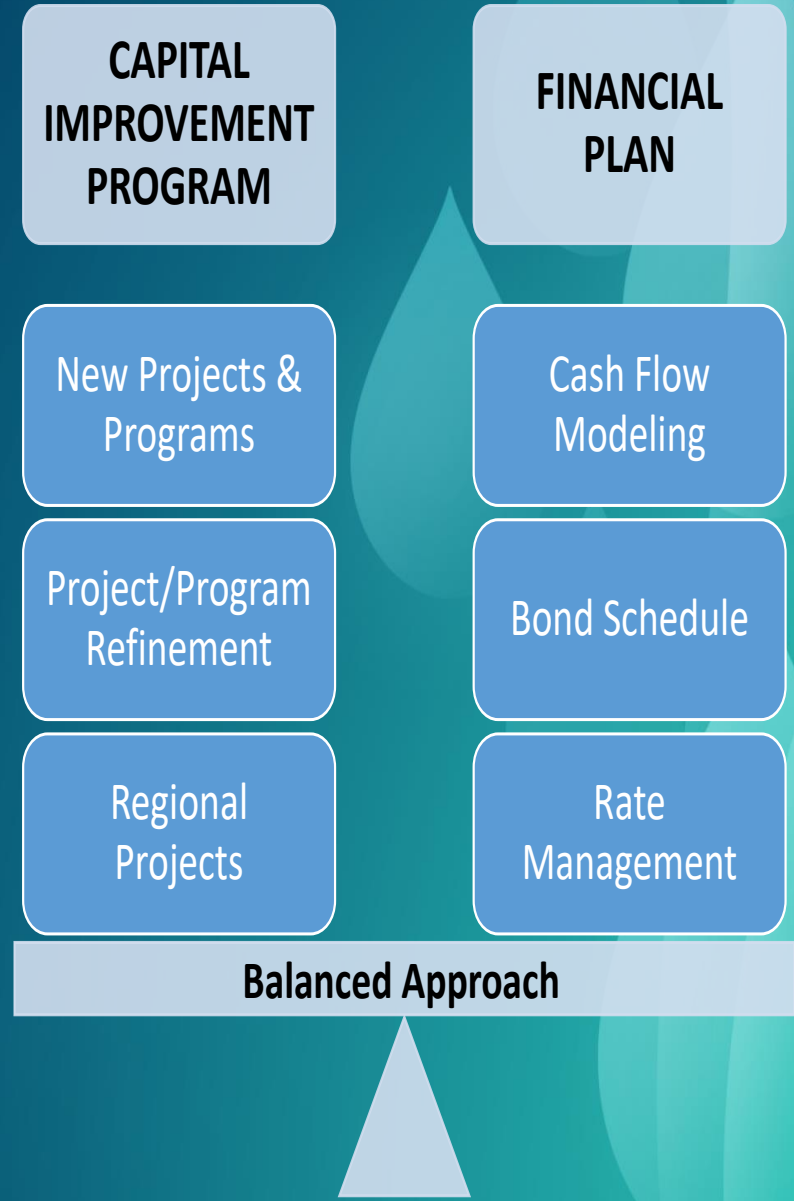 CAPITAL
IMPROVEMENT
PROGRAM
New Projects &
Programs
Project/Program
Refinement
Regional
Projects
FINANCIAL
PLAN
Cash Flow
Modeling
Bond Schedule
Rate
Management
Balanced Approach